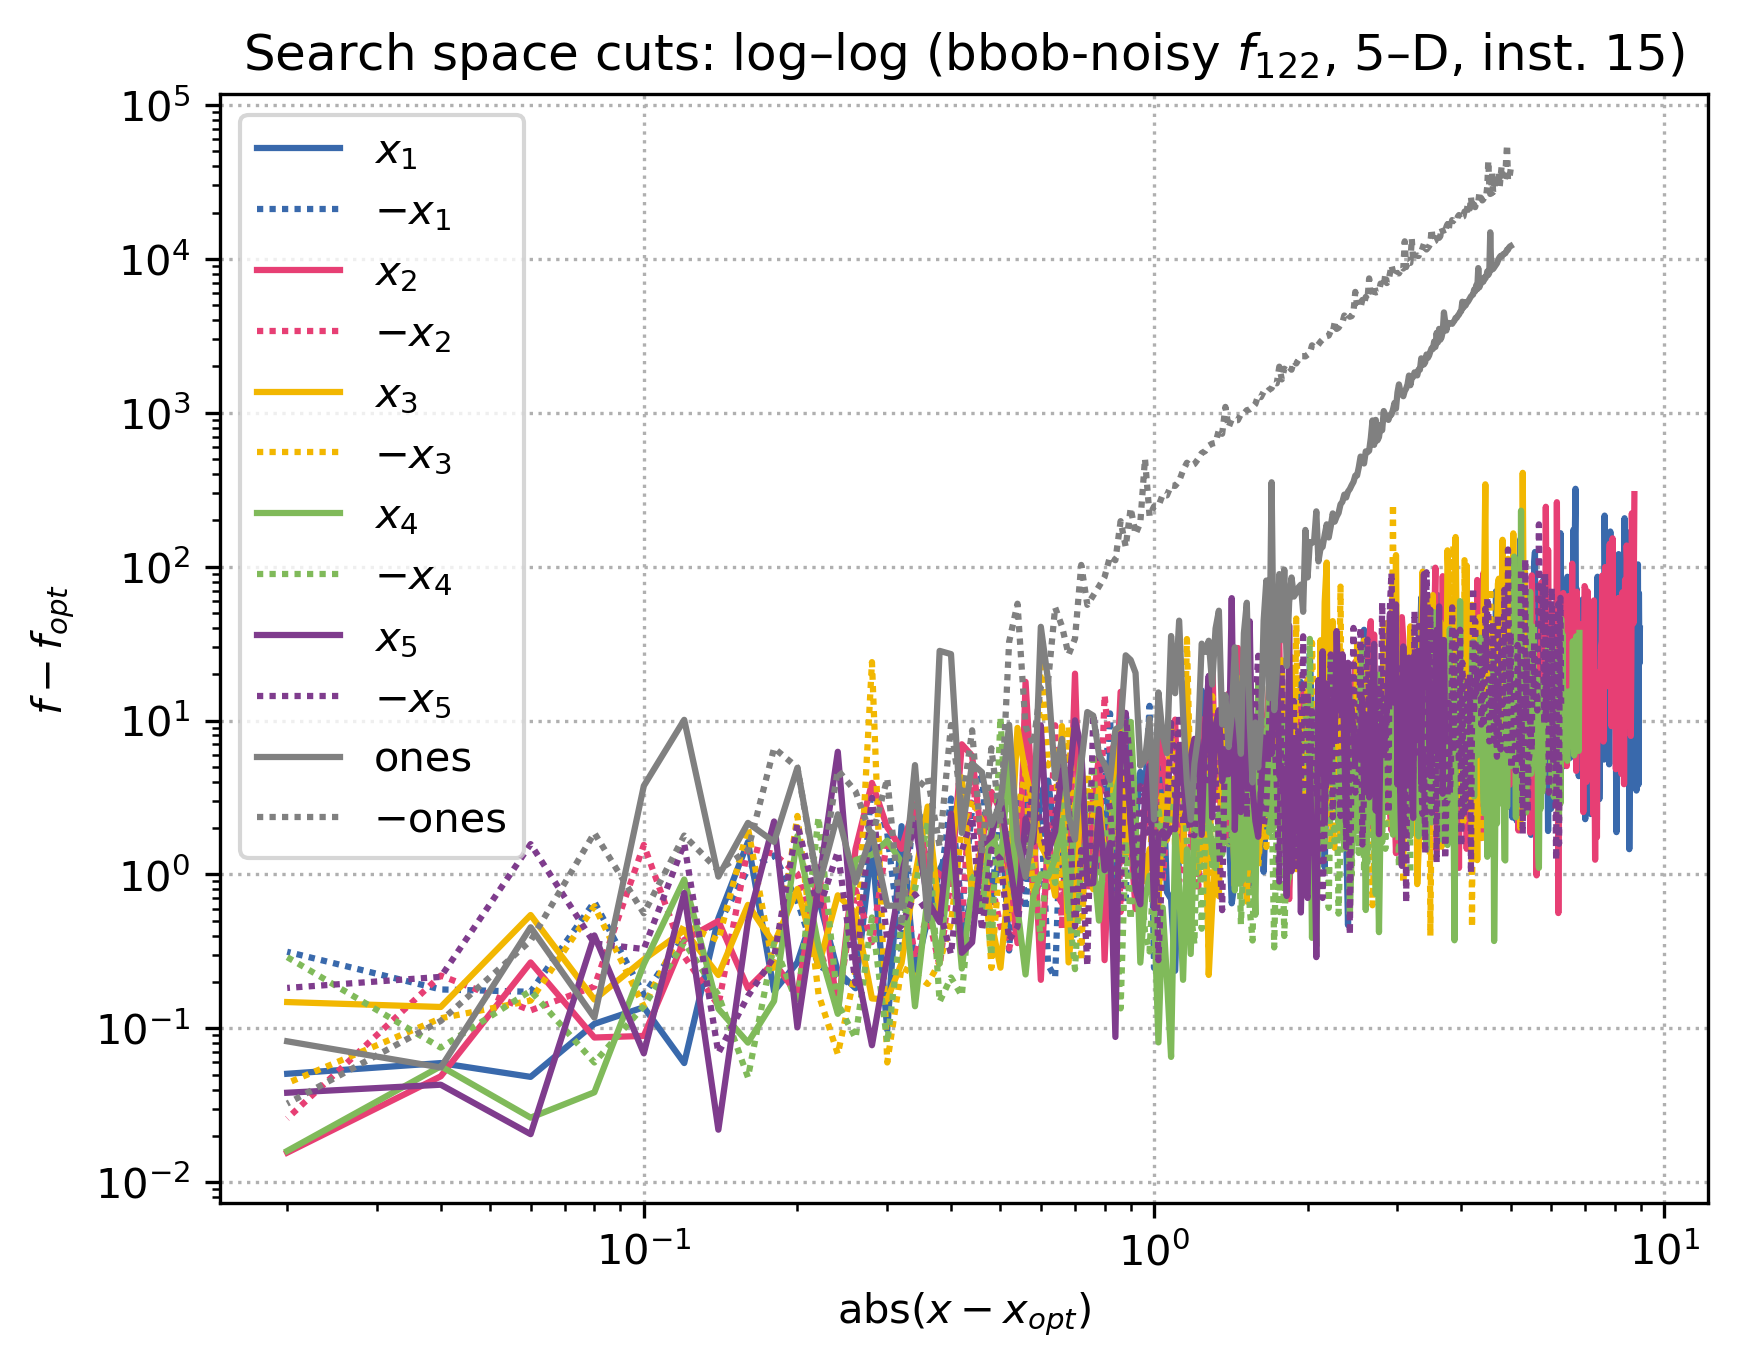 Search space cuts: log–log (bbob-noisy f122, 5–D, inst. 15)
10^5
10^4
10^3
10^2
10^1
10^0
10^−1
10^−2
f − fopt
x1
−x1
x2
−x2
x3
−x3
x4
−x4
x5
−x5
ones
−ones
10^−1
10^0
10^1
abs(x − xopt)